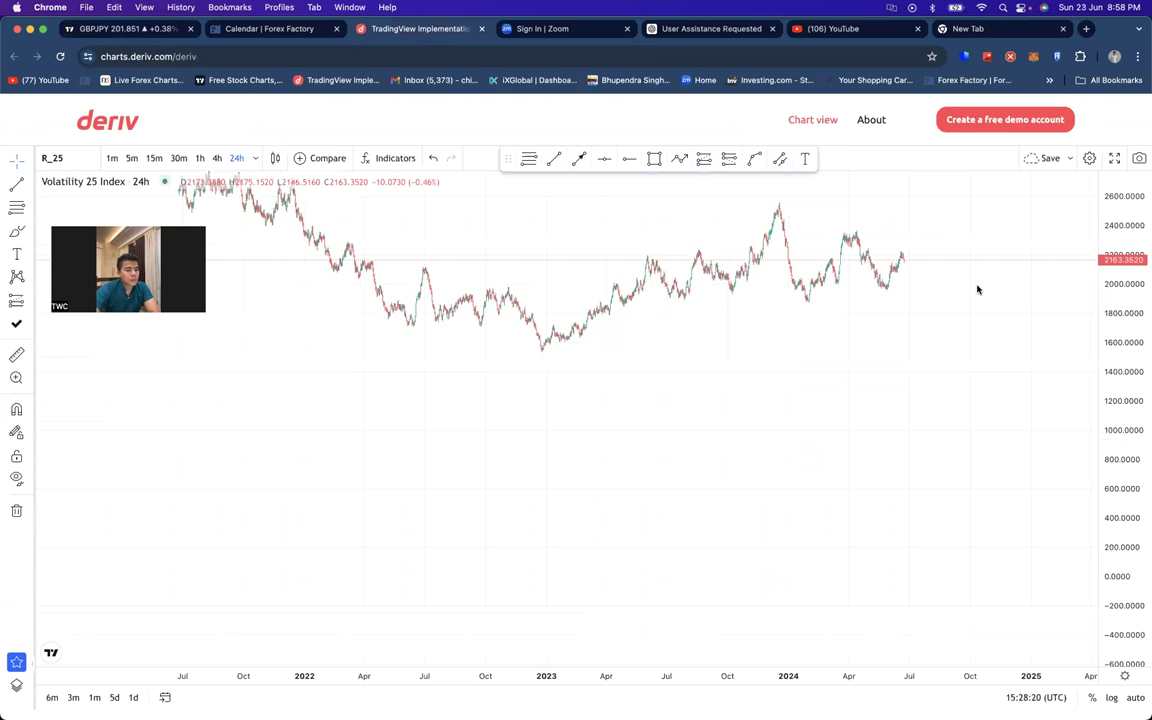 Chrome File Edit View History Bookmarks Profiles Tab Window Help Sun 23 Jun 8:58 PM
GBPJPY 201.851 ▲ +0.38% Calendar | Forex Factory TradingView Implementatio Sign In | Zoom User Assistance Requested (106) YouTube New Tab
charts.deriv.com/deriv
(77) YouTube Live Forex Charts... Free Stock Charts,... TradingView Imple... Inbox (5,373) - chi... iXGlobal | Dashboa... Bhupendra Singh... Home Investing.com - St... Your Shopping Car... Forex Factory | For... » All Bookmarks
deriv Chart view About Create a free demo account
R_25 1m 5m 15m 30m 1h 4h 24h Compare Indicators T Save
Volatility 25 Index · 24h H2175.1520 C2163.3520 −10.0730 (−0.46%)
2600.0000
2400.0000
2163.3520
2000.0000
1800.0000
TWC
1600.0000
1400.0000
1200.0000
1000.0000
800.0000
600.0000
400.0000
200.0000
0.0000
−200.0000
−400.0000
−600.0000
Jul Oct 2022 Apr Jul Oct 2023 Apr Jul Oct 2024 Apr Jul Oct 2025 Apr
6m 3m 1m 5d 1d 15:28:20 (UTC) % log auto